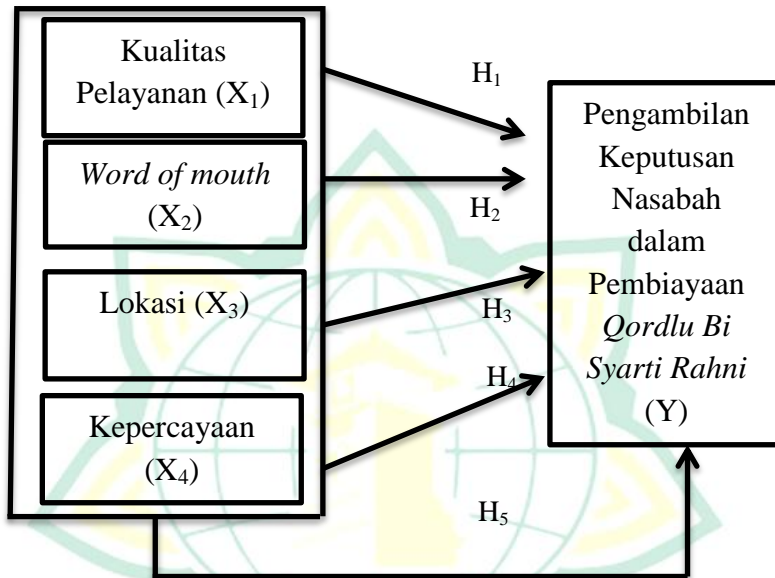 Kualitas
Pelayanan (X₁)
H₁
Word of mouth
(X₂)
H₂
Lokasi (X₃)
H₃
Kepercayaan
(X₄)
H₄
H₅
Pengambilan
Keputusan
Nasabah
dalam
Pembiayaan
Qordlu Bi
Syarti Rahni
(Y)